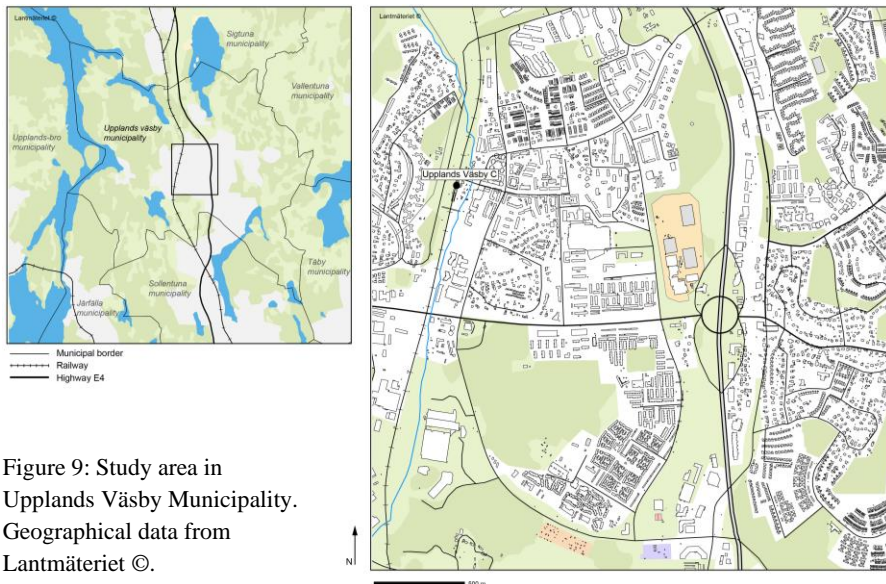 Lantmäteriet ©
Sigtuna
municipality
Vallentuna
municipality
Upplands-bro
municipality
Upplands väsby
municipality
Täby
municipality
Sollentuna
municipality
Järfälla
municipality
Municipal border
Railway
Highway E4
Figure 9: Study area in
Upplands Väsby Municipality.
Geographical data from
Lantmäteriet ©.
Lantmäteriet ©
Upplands Väsby C
N
500 m